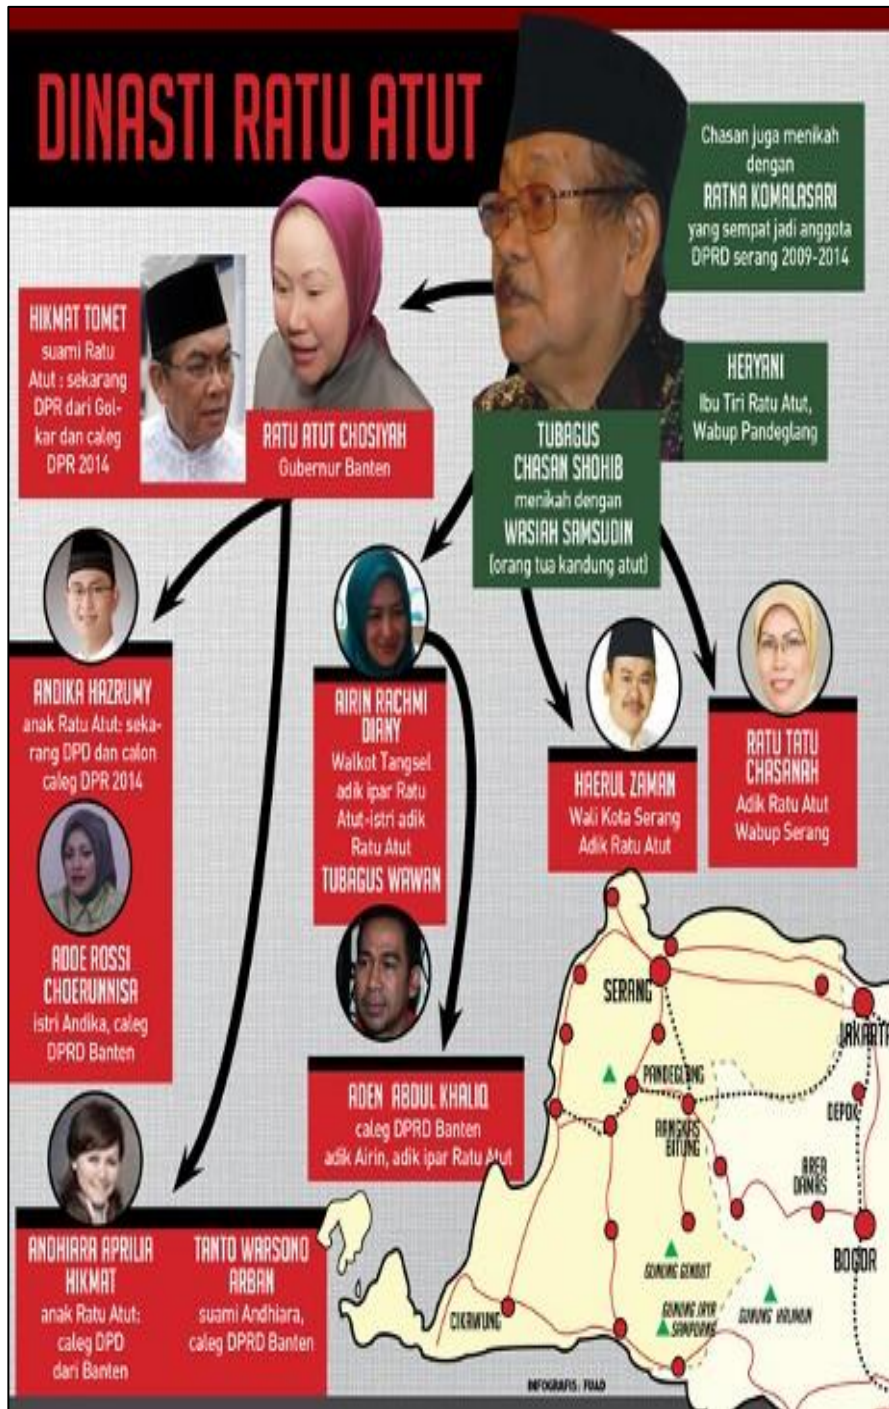 DINASTI RATU ATUT
Chasan juga menikah
dengan
RATNA KOMALASARI
yang sempat jadi anggota
DPRD serang 2009-2014
HIKMAT TOMET
suami Ratu
Atut : sekarang
DPR dari Gol-
kar dan caleg
DPR 2014
RATU ATUT CHOSIYAH
Gubernur Banten
TUBAGUS
CHASAN SHOHIB
menikah dengan
WASIAH SAMSUDIN
(orang tua kandung atut)
HERYANI
Ibu Tiri Ratu Atut,
Wabup Pandeglang
ANDIKA HAZRUMY
anak Ratu Atut: seka-
rang DPD dan calon
caleg DPR 2014
ADDE ROSSI
CHOERUNNISA
istri Andika, caleg
DPRD Banten
AIRIN RACHMI
DIANY
Walkot Tangsel
adik ipar Ratu
Atut-istri adik
Ratu Atut
TUBAGUS WAWAN
HAERUL ZAMAN
Wali Kota Serang
Adik Ratu Atut
RATU TATU
CHASANAH
Adik Ratu Atut
Wabup Serang
ADEN ABDUL KHALIQ
caleg DPRD Banten
adik Airin, adik ipar Ratu Atut
ANDHIARA APRILIA
HIKMAT
anak Ratu Atut:
caleg DPD
dari Banten
TANTO WARSONO
ARBAN
suami Andhiara,
caleg DPRD Banten
SERANG
JAKARTA
PANDEGLANG
DEPOK
RANGKAS
BITUNG
AREA
DAMAS
BOGOR
GUNUNG GENDUT
GUNUNG JAYA
SAMPORNE
GUNUNG HALIMUN
CIKAWUNG
INFOGRAFIS: FUAD